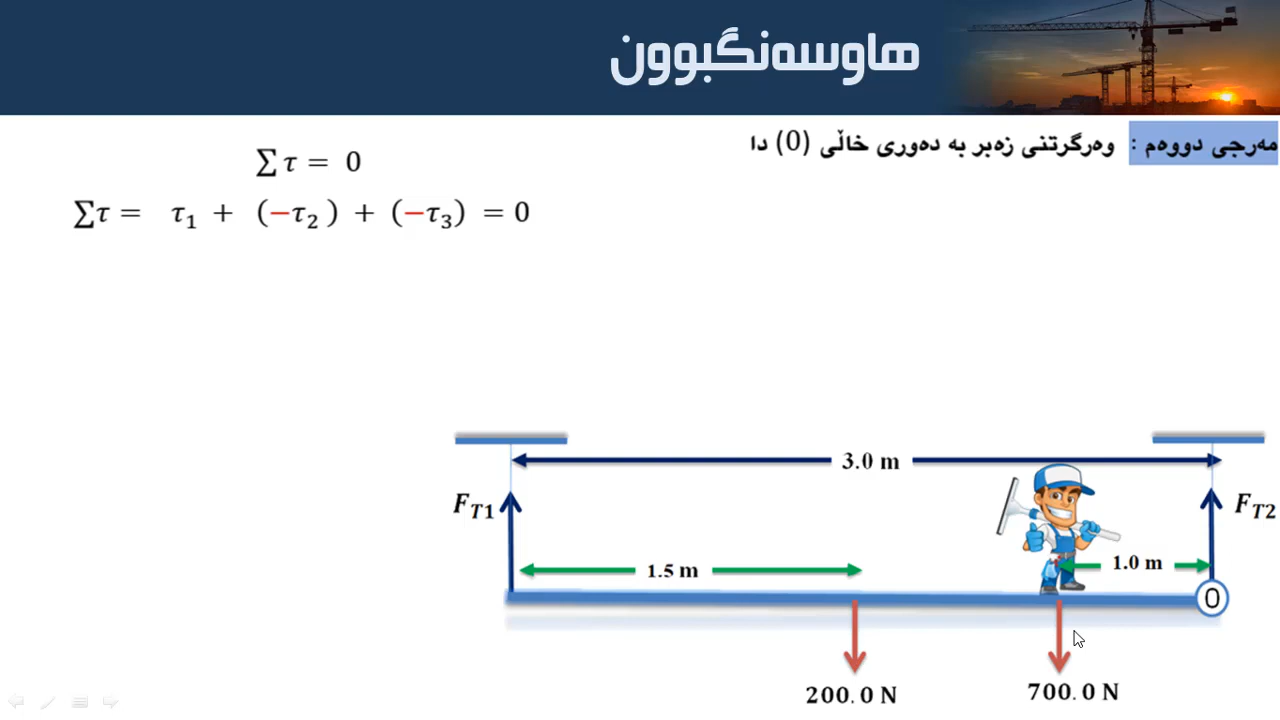 هاوسەنگبوون
مەرجی دووەم : وەرگرتنی زەبر بە دەوری خاڵی (0) دا
∑ τ = 0
∑τ = τ₁ + (−τ₂ ) + (−τ₃) = 0
3.0 m
F_T1
F_T2
1.5 m
1.0 m
0
200.0 N
700.0 N